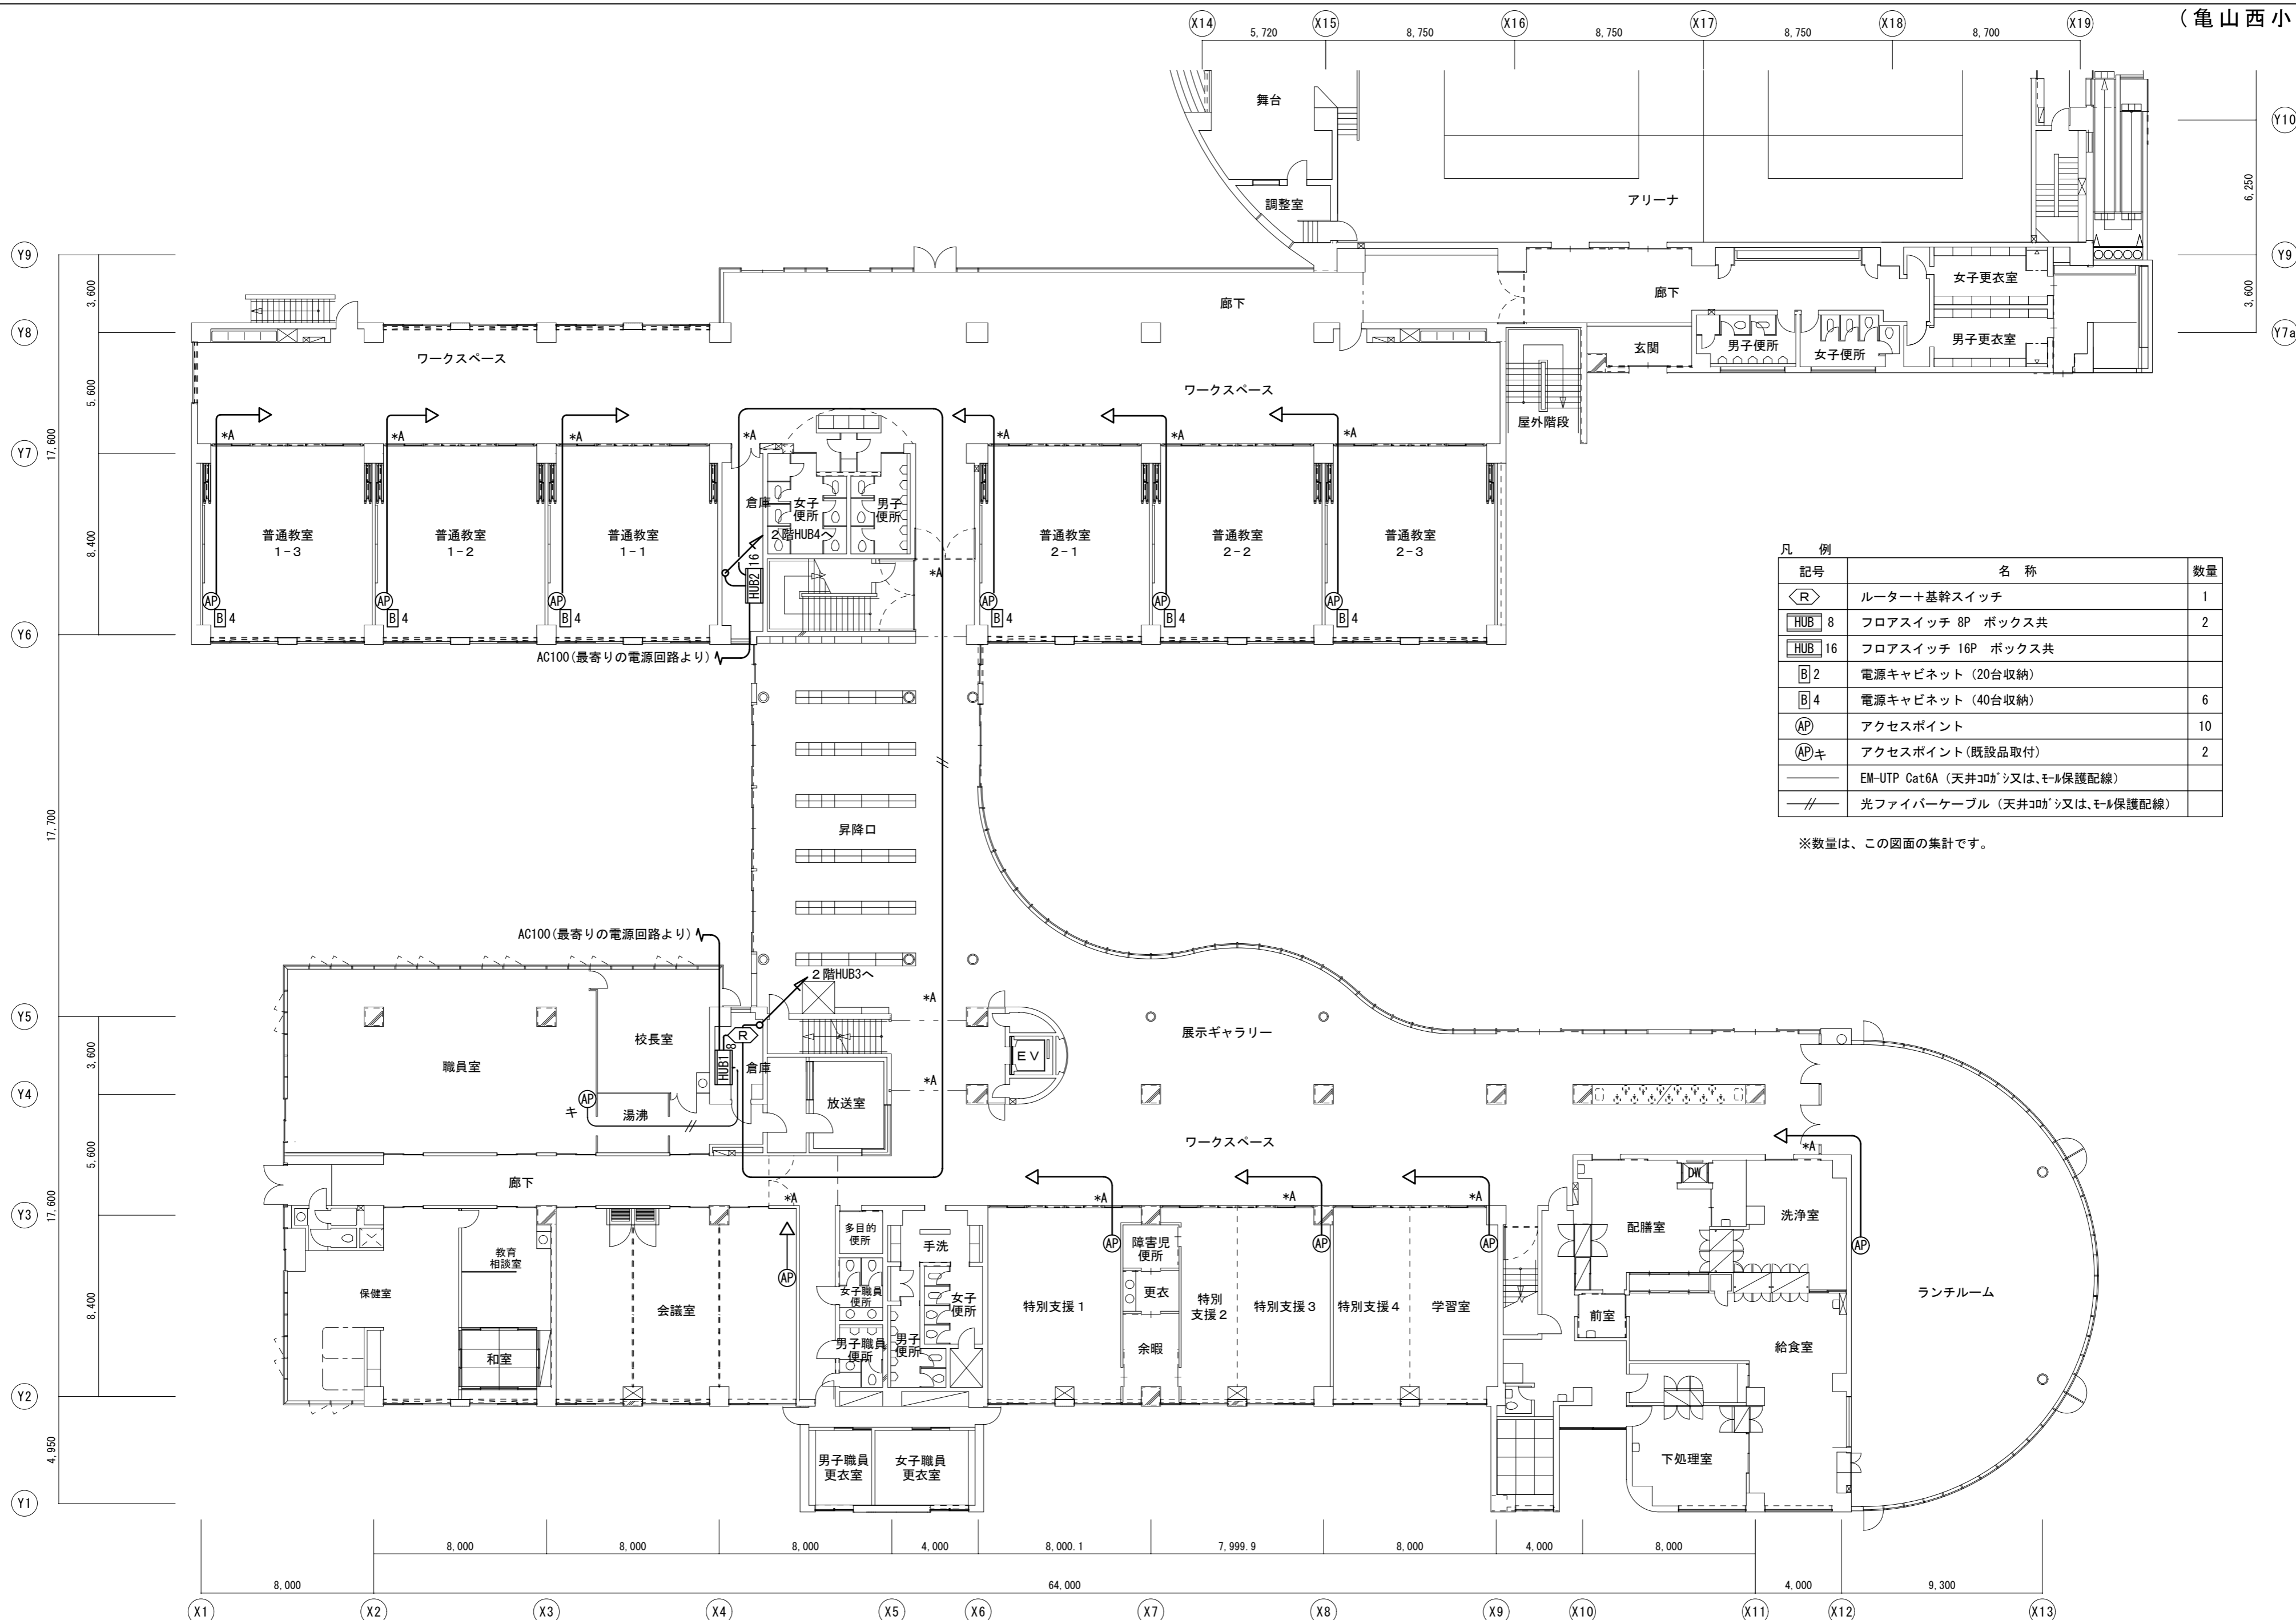 (亀山西小
X14
X15
X16
X17
X18
X19
5,720
8,750
8,750
8,750
8,700
舞台
調整室
アリーナ
Y10
6,250
Y9
Y9
3,600
3,600
廊下
廊下
女子更衣室
男子更衣室
Y8
Y7a
ワークスペース
玄関
男子便所
女子便所
5,600
ワークスペース
屋外階段
*A
*A
*A
*A
*A
*A
*A
Y7
17,600
8,400
普通教室
1-3
普通教室
1-2
普通教室
1-1
倉庫
女子
便所
男子
便所
2階HUB4へ
HUB2
16
*A
普通教室
2-1
普通教室
2-2
普通教室
2-3
AP
B 4
AP
B 4
AP
B 4
AP
B 4
AP
B 4
AP
B 4
Y6
AC100(最寄りの電源回路より)
凡 例
記号 名 称 数量
R ルーター+基幹スイッチ 1
HUB 8 フロアスイッチ 8P ボックス共 2
HUB 16 フロアスイッチ 16P ボックス共
B 2 電源キャビネット (20台収納)
B 4 電源キャビネット (40台収納) 6
AP アクセスポイント 10
APキ アクセスポイント(既設品取付) 2
EM-UTP Cat6A (天井コロガシ又は、モール保護配線)
光ファイバーケーブル (天井コロガシ又は、モール保護配線)
※数量は、この図面の集計です。
17,700
昇降口
AC100(最寄りの電源回路より)
2階HUB3へ
*A
Y5
3,600
職員室
校長室
R
HUB1
8
倉庫
EV
展示ギャラリー
Y4
AP
キ
湯沸
放送室
*A
5,600
ワークスペース
*A
DW
廊下
*A
*A
*A
*A
Y3
17,600
8,400
教育
相談室
保健室
和室
会議室
AP
多目的
便所
手洗
女子職員
便所
男子職員
便所
男子
便所
女子
便所
AP
特別支援1
障害児
便所
更衣
余暇
特別
支援2
特別支援3
AP
特別支援4
学習室
AP
配膳室
洗浄室
AP
前室
給食室
ランチルーム
Y2
4,950
男子職員
更衣室
女子職員
更衣室
下処理室
Y1
8,000
8,000
8,000
4,000
8,000.1
7,999.9
8,000
4,000
8,000
8,000
64,000
4,000
9,300
X1
X2
X3
X4
X5
X6
X7
X8
X9
X10
X11
X12
X13